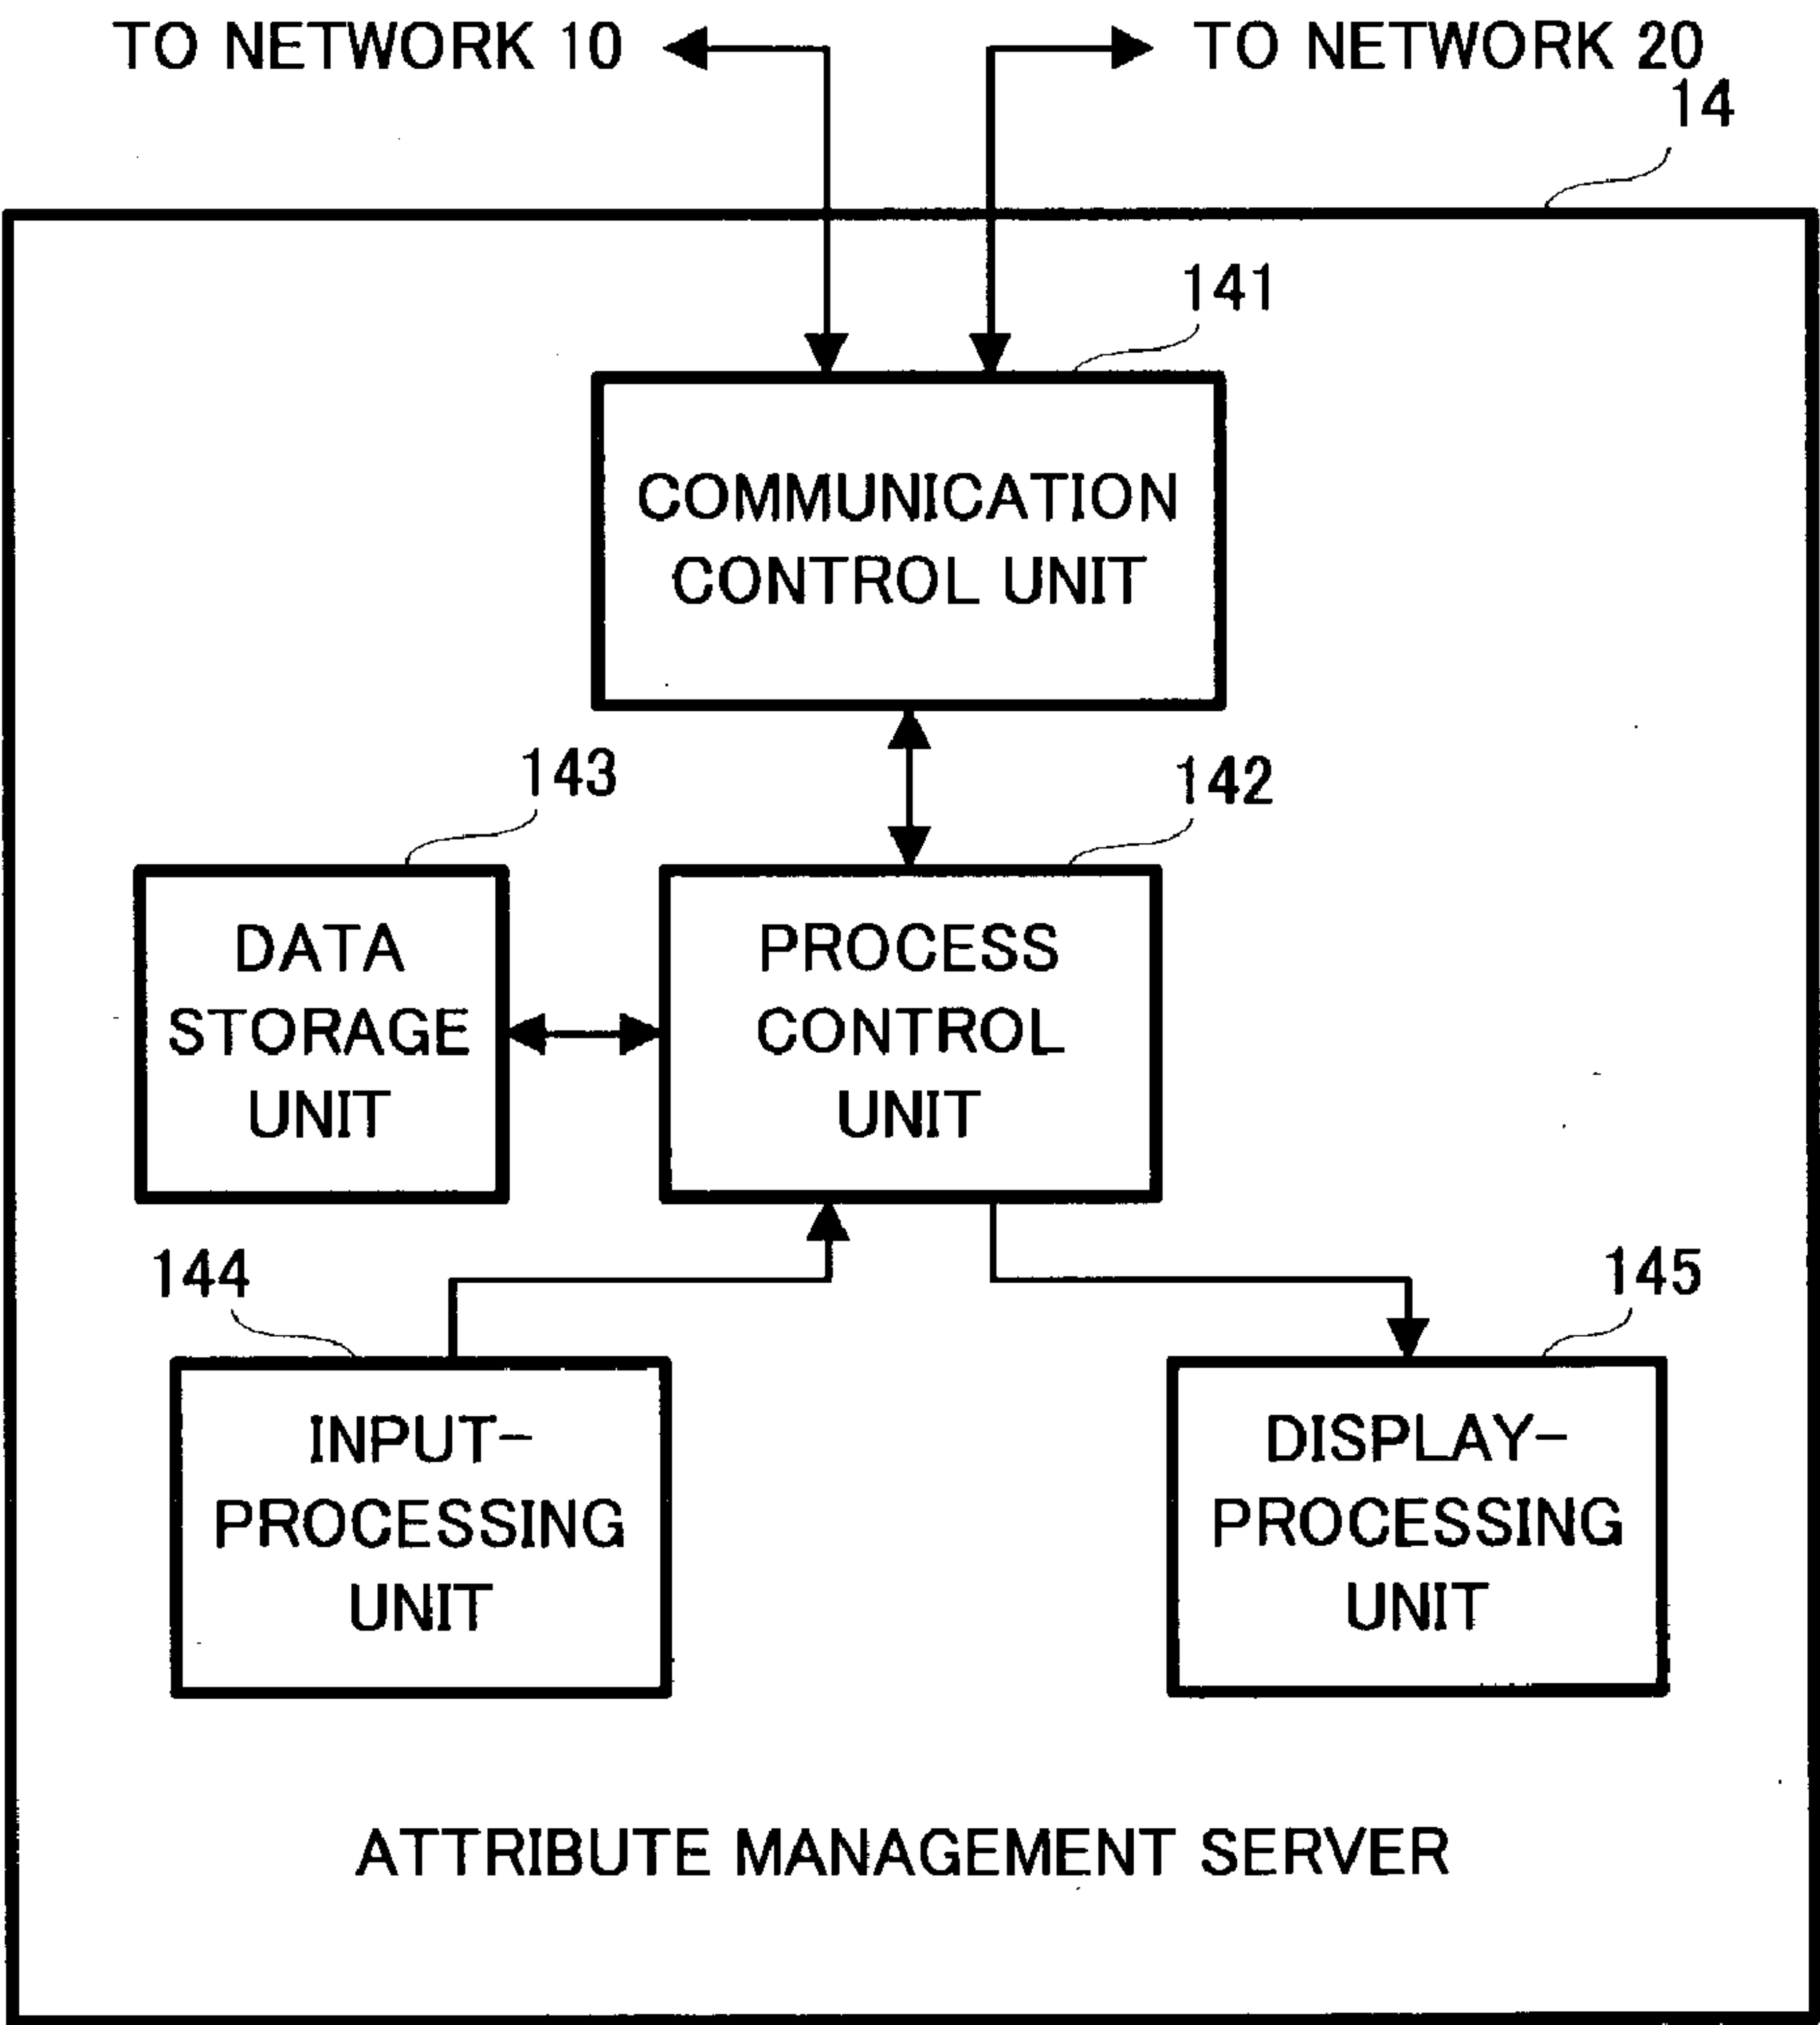 TO NETWORK 10
TO NETWORK 20
14
141
COMMUNICATION
CONTROL UNIT
143
142
DATA
STORAGE
UNIT
PROCESS
CONTROL
UNIT
144
145
INPUT-
PROCESSING
UNIT
DISPLAY-
PROCESSING
UNIT
ATTRIBUTE MANAGEMENT SERVER